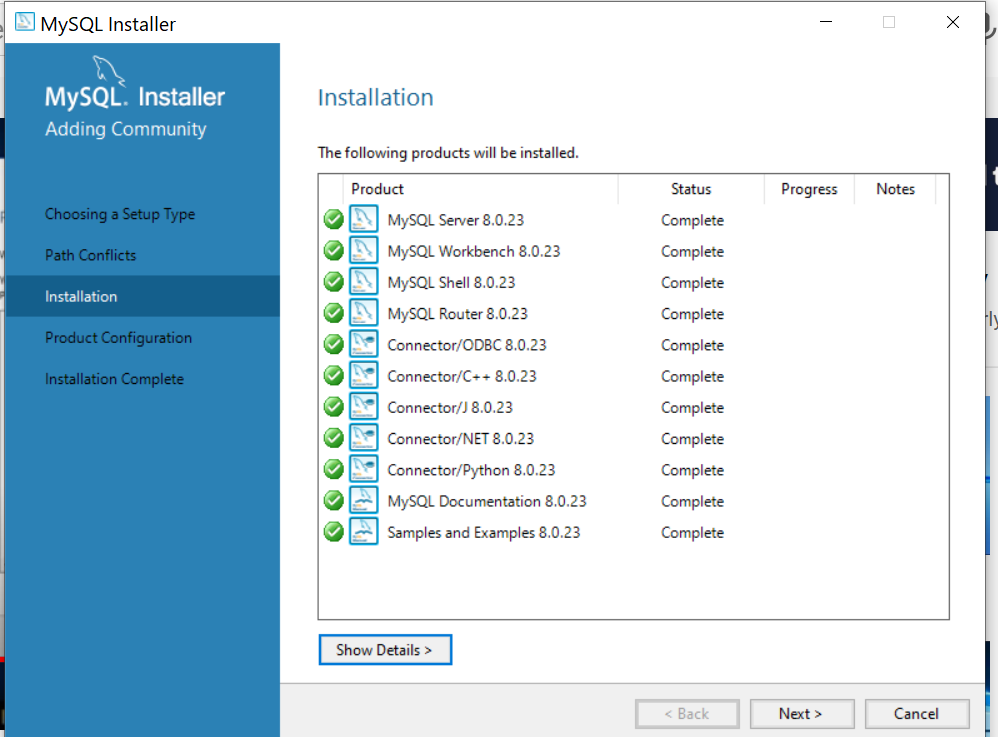 MySQL Installer
MySQL. Installer
Adding Community
Choosing a Setup Type
Path Conflicts
Installation
Product Configuration
Installation Complete
Installation
The following products will be installed.
Product Status Progress Notes
MySQL Server 8.0.23 Complete
MySQL Workbench 8.0.23 Complete
MySQL Shell 8.0.23 Complete
MySQL Router 8.0.23 Complete
Connector/ODBC 8.0.23 Complete
Connector/C++ 8.0.23 Complete
Connector/J 8.0.23 Complete
Connector/NET 8.0.23 Complete
Connector/Python 8.0.23 Complete
MySQL Documentation 8.0.23 Complete
Samples and Examples 8.0.23 Complete
Show Details >
< Back Next > Cancel